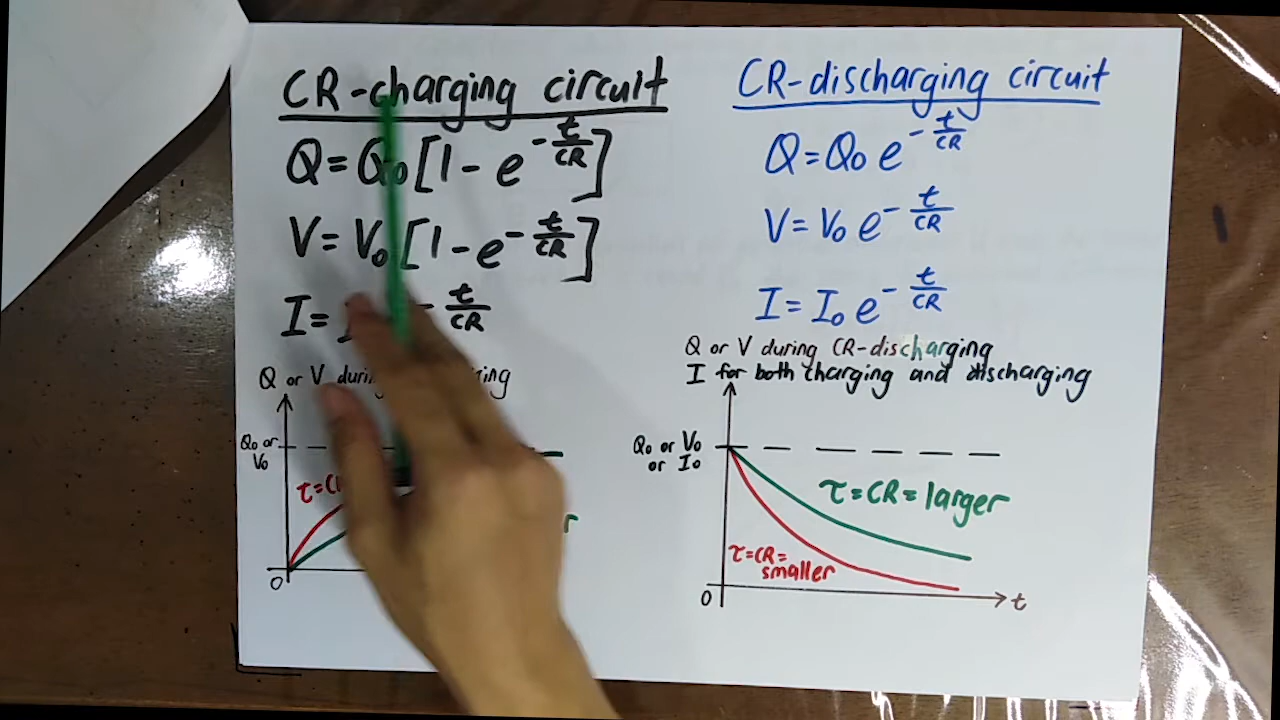 CR-charging circuit
Q = Q₀ [1 - e^(-t/CR)]
V = V₀ [1 - e^(-t/CR)]
I = - t/CR
Q or V
Q₀ or
V₀
0
CR-discharging circuit
Q = Q₀ e^(-t/CR)
V = V₀ e^(-t/CR)
I = I₀ e^(-t/CR)
Q or V during CR-discharging
I for both charging and discharging
Q₀ or V₀
or I₀
τ = CR = larger
τ = CR =
smaller
0
t